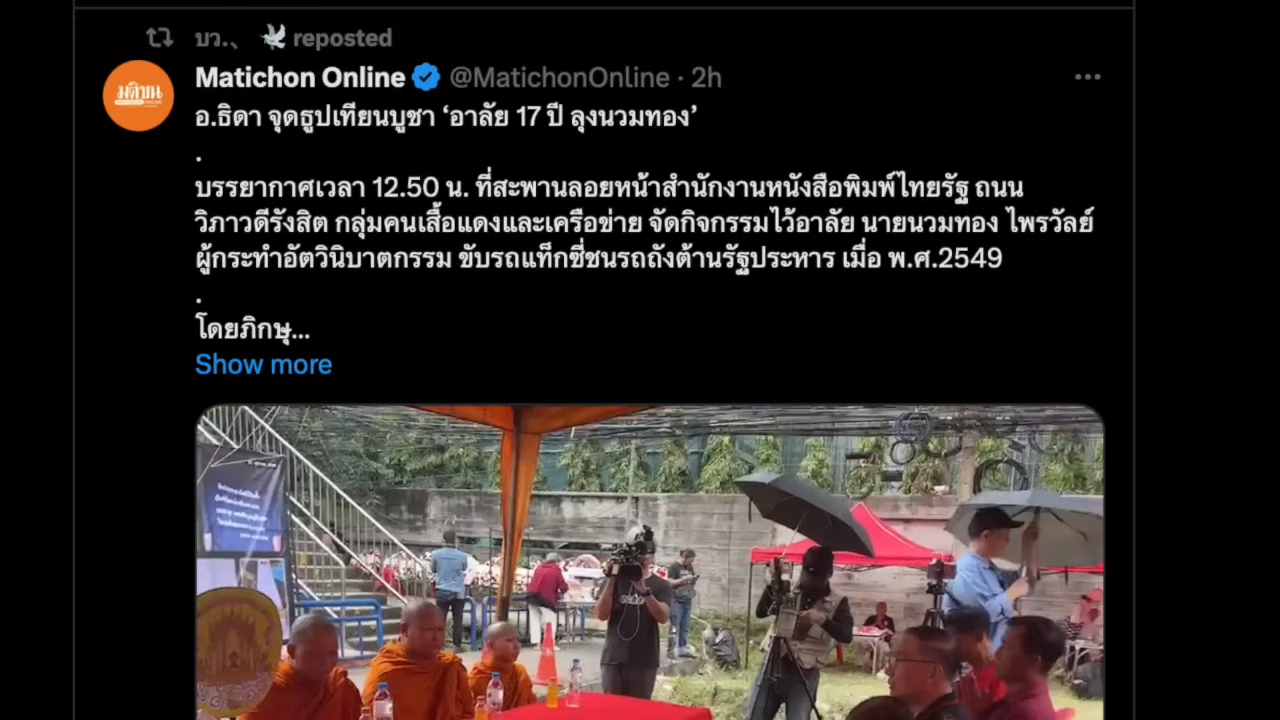 บว.、 🕊️ reposted
Matichon Online @MatichonOnline · 2h
มติชน
อ.ธิดา จุดธูปเทียนบูชา ‘อาลัย 17 ปี ลุงนวมทอง’
.
บรรยากาศเวลา 12.50 น. ที่สะพานลอยหน้าสำนักงานหนังสือพิมพ์ไทยรัฐ ถนน
วิภาวดีรังสิต กลุ่มคนเสื้อแดงและเครือข่าย จัดกิจกรรมไว้อาลัย นายนวมทอง ไพรวัลย์
ผู้กระทำอัตวินิบาตกรรม ขับรถแท็กซี่ชนรถถังต้านรัฐประหาร เมื่อ พ.ศ.2549
.
โดยภิกษุ...
Show more